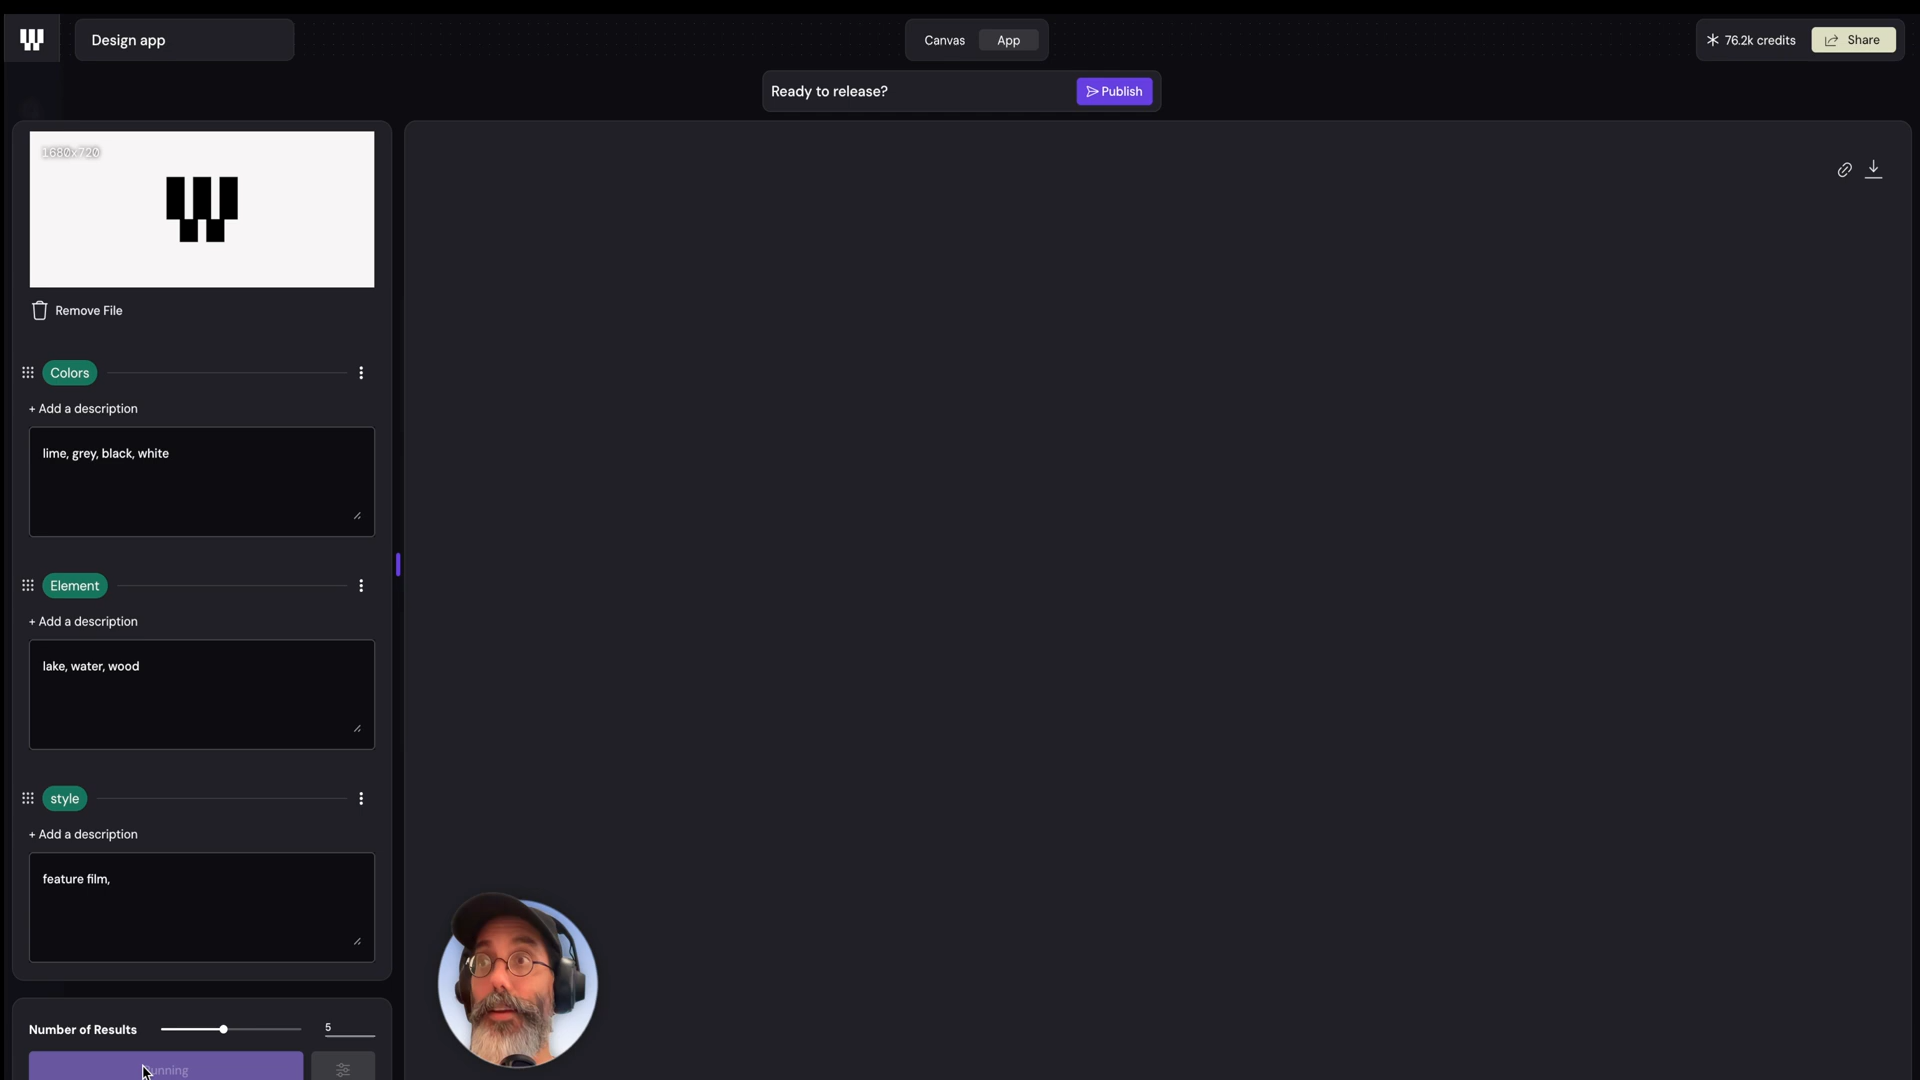 Design app
Canvas
App
76.2k credits
Share
Ready to release?
Publish
1680x720
Remove File
Colors
+ Add a description
lime, grey, black, white
Element
+ Add a description
lake, water, wood
style
+ Add a description
feature film,
Number of Results
5